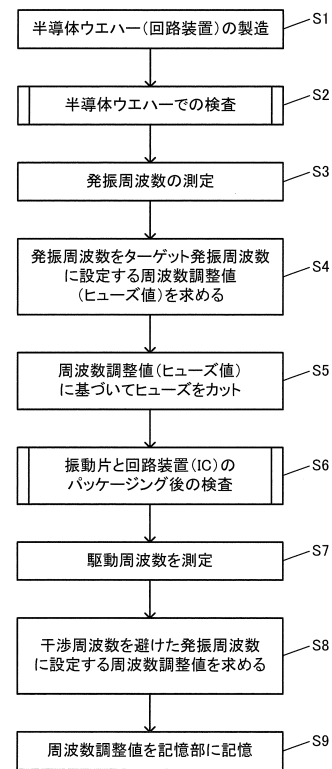 半導体ウエハー(回路装置)の製造
S1
半導体ウエハーでの検査
S2
発振周波数の測定
S3
発振周波数をターゲット発振周波数
に設定する周波数調整値
(ヒューズ値)を求める
S4
周波数調整値(ヒューズ値)
に基づいてヒューズをカット
S5
振動片と回路装置(IC)の
パッケージング後の検査
S6
駆動周波数を測定
S7
干渉周波数を避けた発振周波数
に設定する周波数調整値を求める
S8
周波数調整値を記憶部に記憶
S9